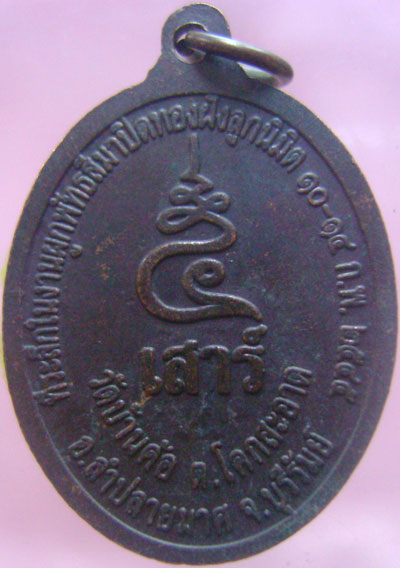 ที่ระลึกในงานผูกพัทธสีมาปิดทองฝังลูกนิมิต ๑๐-๑๔ ก.พ. ๒๕๔๕
๕
เสาร์
วัดบ้านค้อ ต.โคกสะอาด
อ.ลำปลายมาศ จ.บุรีรัมย์